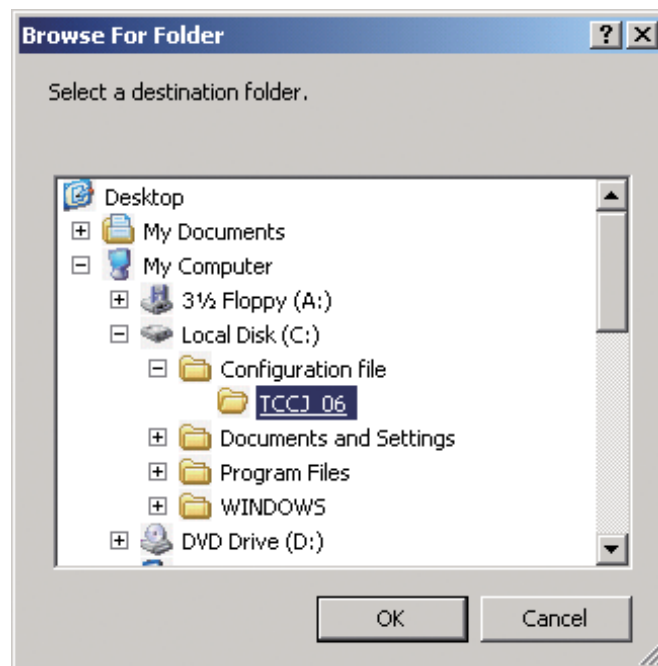 Browse For Folder
Select a destination folder.
Desktop
My Documents
My Computer
3½ Floppy (A:)
Local Disk (C:)
Configuration file
TCCJ_06
Documents and Settings
Program Files
WINDOWS
DVD Drive (D:)
OK Cancel